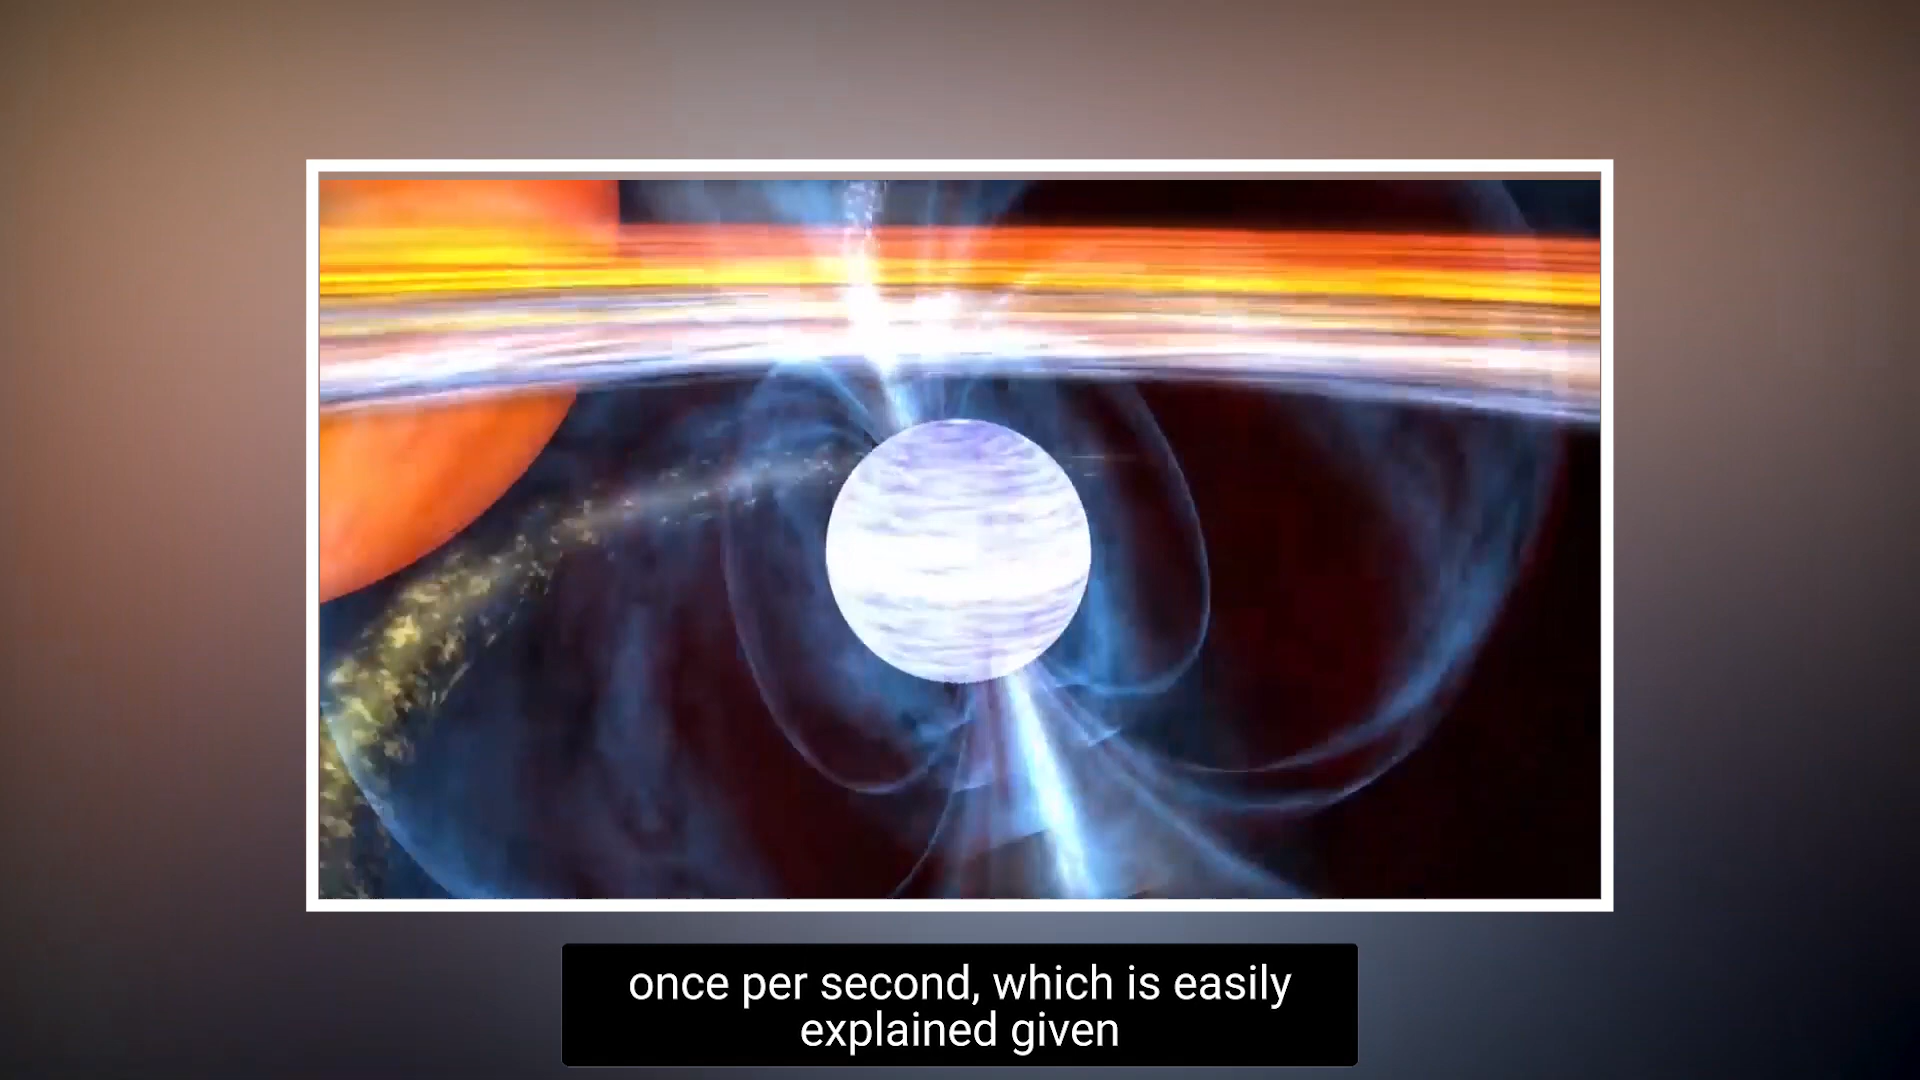 once per second, which is easily
explained given